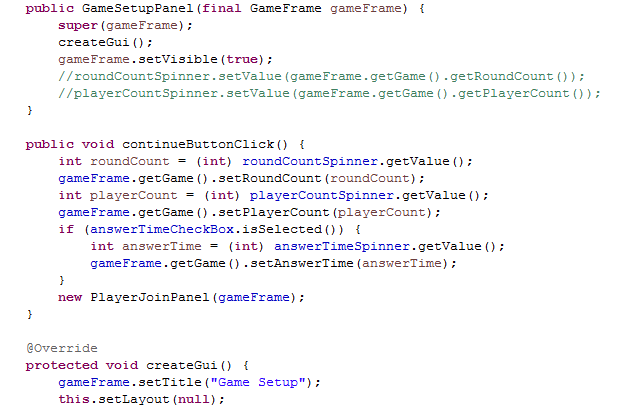 public GameSetupPanel(final GameFrame gameFrame) {
super(gameFrame);
createGui();
gameFrame.setVisible(true);
//roundCountSpinner.setValue(gameFrame.getGame().getRoundCount());
//playerCountSpinner.setValue(gameFrame.getGame().getPlayerCount());
}
public void continueButtonClick() {
int roundCount = (int) roundCountSpinner.getValue();
gameFrame.getGame().setRoundCount(roundCount);
int playerCount = (int) playerCountSpinner.getValue();
gameFrame.getGame().setPlayerCount(playerCount);
if (answerTimeCheckBox.isSelected()) {
int answerTime = (int) answerTimeSpinner.getValue();
gameFrame.getGame().setAnswerTime(answerTime);
}
new PlayerJoinPanel(gameFrame);
}
@Override
protected void createGui() {
gameFrame.setTitle("Game Setup");
this.setLayout(null);